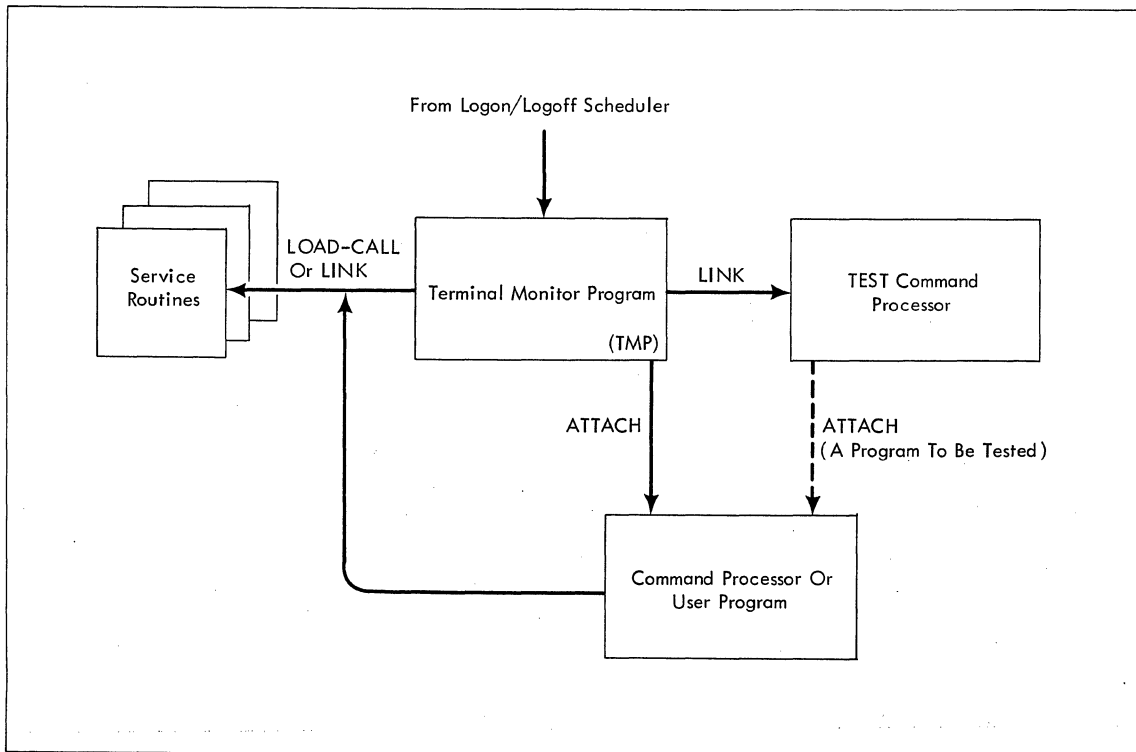 From Logon/Logoff Scheduler
LOAD-CALL
Or LINK
Service
Routines
Terminal Monitor Program
(TMP)
LINK
TEST Command
Processor
ATTACH
ATTACH
(A Program To Be Tested)
Command Processor Or
User Program